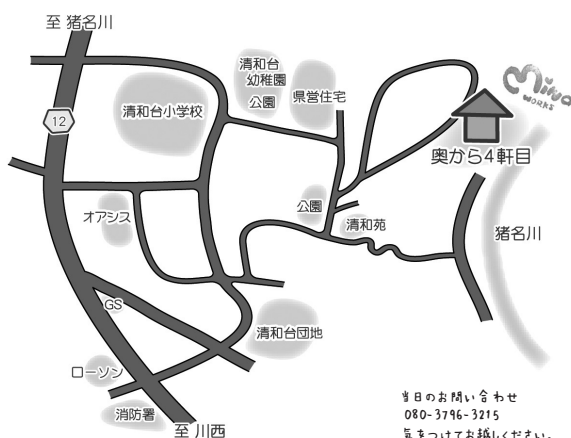 至 猪名川
清和台
幼稚園
公園
県営住宅
Mina
WORKS
12
清和台小学校
奥から4軒目
公園
オアシス
清和苑
猪名川
GS
清和台団地
ローソン
消防署
至 川西
当日のお問い合わせ
080-3796-3215
気をつけてお越しください。